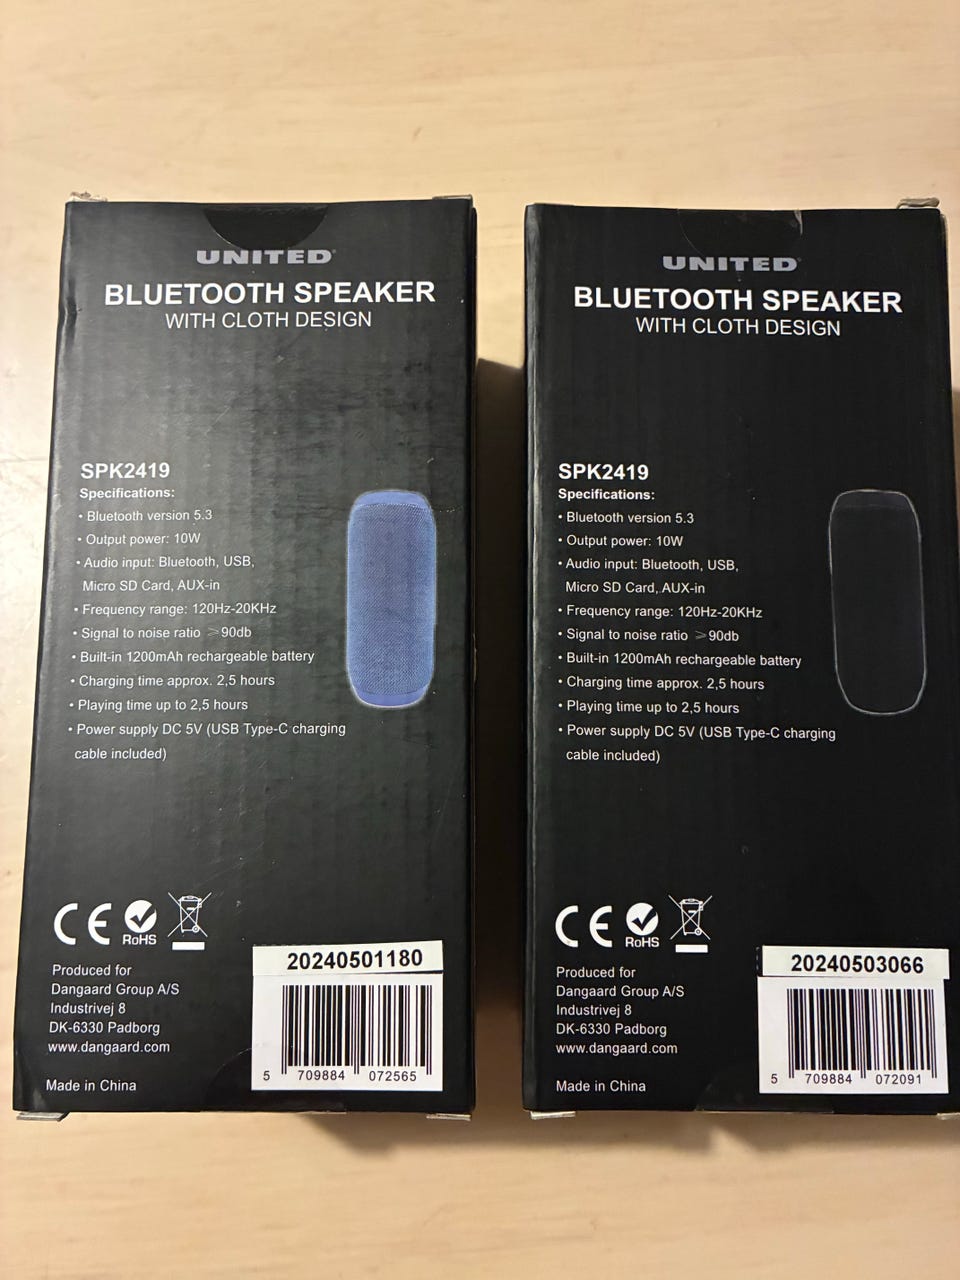 UNITED
BLUETOOTH SPEAKER
WITH CLOTH DESIGN
SPK2419
Specifications:
• Bluetooth version 5.3
• Output power: 10W
• Audio input: Bluetooth, USB,
Micro SD Card, AUX-in
• Frequency range: 120Hz-20KHz
• Signal to noise ratio ≥90db
• Built-in 1200mAh rechargeable battery
• Charging time approx. 2,5 hours
• Playing time up to 2,5 hours
• Power supply DC 5V (USB Type-C charging
cable included)
CE
RoHS
Produced for
Dangaard Group A/S
Industrivej 8
DK-6330 Padborg
www.dangaard.com
Made in China
20240501180
5 709884 072565
UNITED
BLUETOOTH SPEAKER
WITH CLOTH DESIGN
SPK2419
Specifications:
• Bluetooth version 5.3
• Output power: 10W
• Audio input: Bluetooth, USB,
Micro SD Card, AUX-in
• Frequency range: 120Hz-20KHz
• Signal to noise ratio ≥90db
• Built-in 1200mAh rechargeable battery
• Charging time approx. 2,5 hours
• Playing time up to 2,5 hours
• Power supply DC 5V (USB Type-C charging
cable included)
CE
RoHS
Produced for
Dangaard Group A/S
Industrivej 8
DK-6330 Padborg
www.dangaard.com
Made in China
20240503066
5 709884 072091